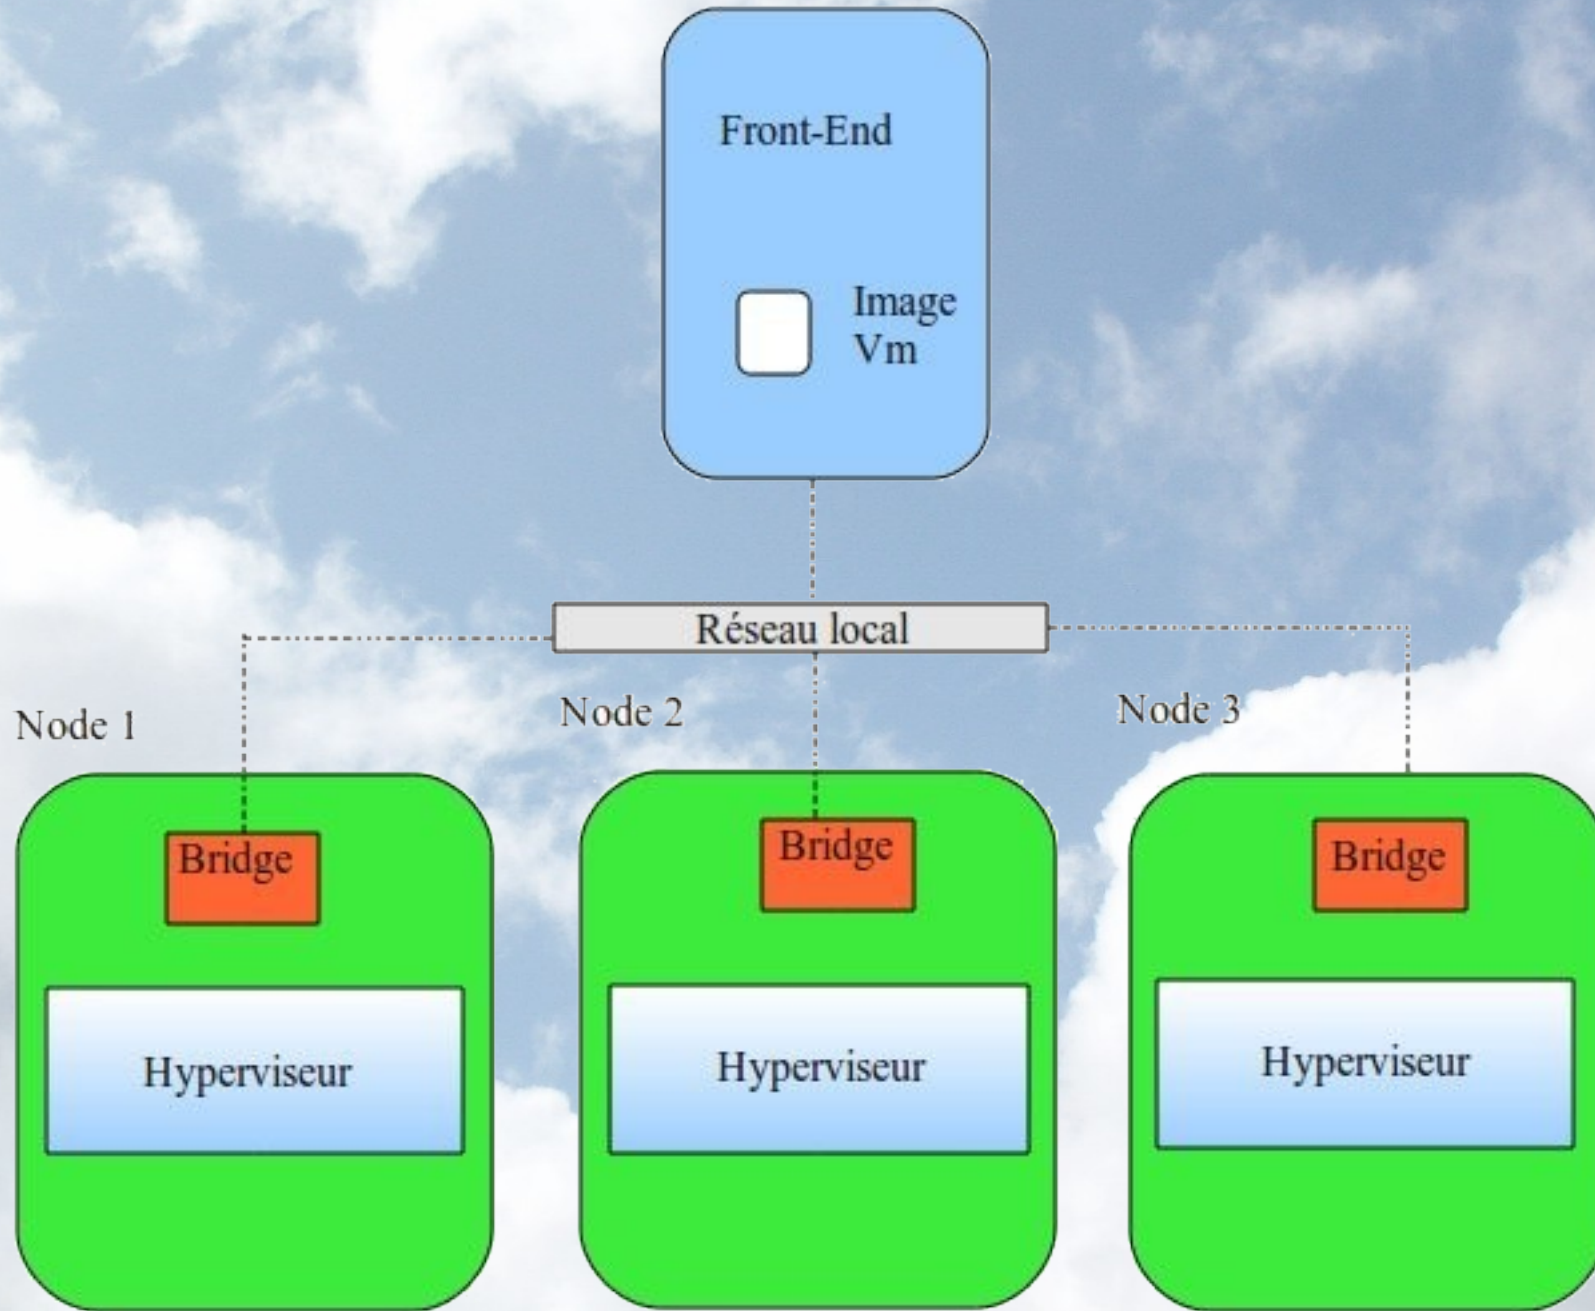 Front-End
Image
Vm
Réseau local
Node 1
Node 2
Node 3
Bridge
Bridge
Bridge
Hyperviseur
Hyperviseur
Hyperviseur